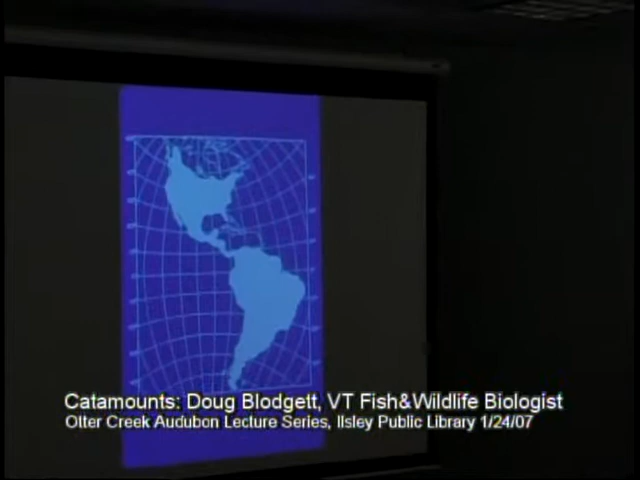 Catamounts: Doug Blodgett, VT Fish&Wildlife Biologist
Otter Creek Audubon Lecture Series, Ilsley Public Library 1/24/07